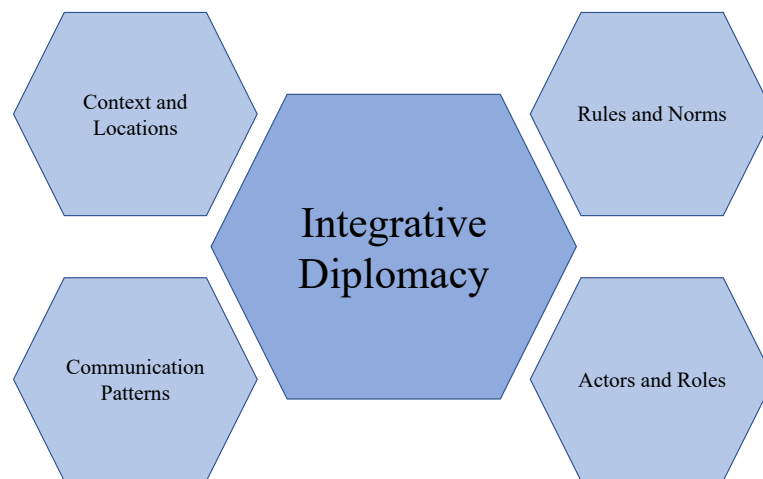 Context and
Locations
Rules and Norms
Integrative
Diplomacy
Communication
Patterns
Actors and Roles